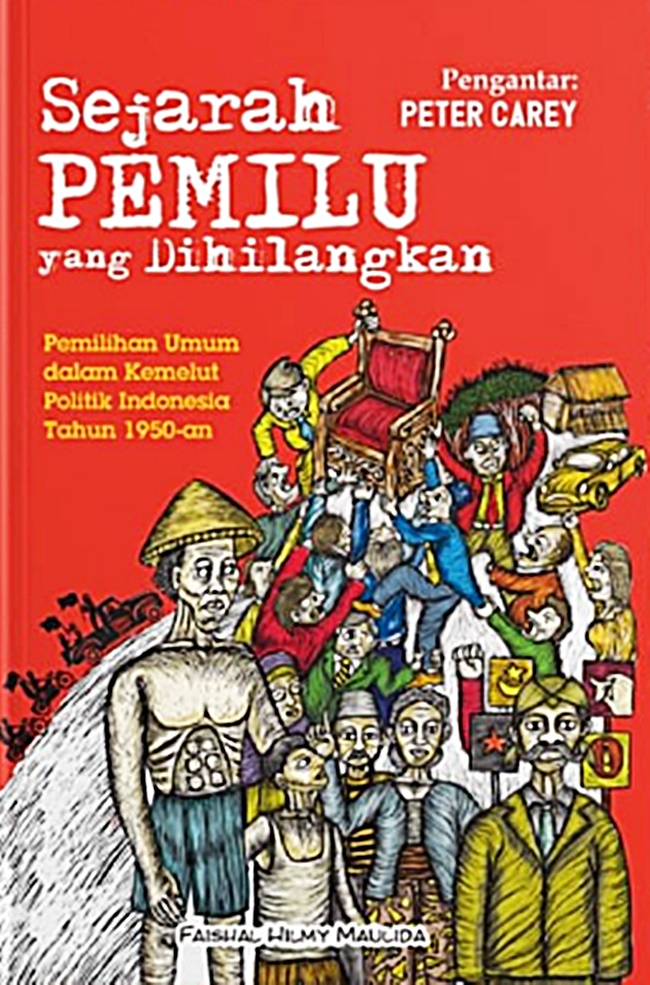 Pengantar:
PETER CAREY
Sejarah
PEMILU
yang Dihilangkan
Pemilihan Umum
dalam Kemelut
Politik Indonesia
Tahun 1950-an
FAISHAL HILMY MAULIDA